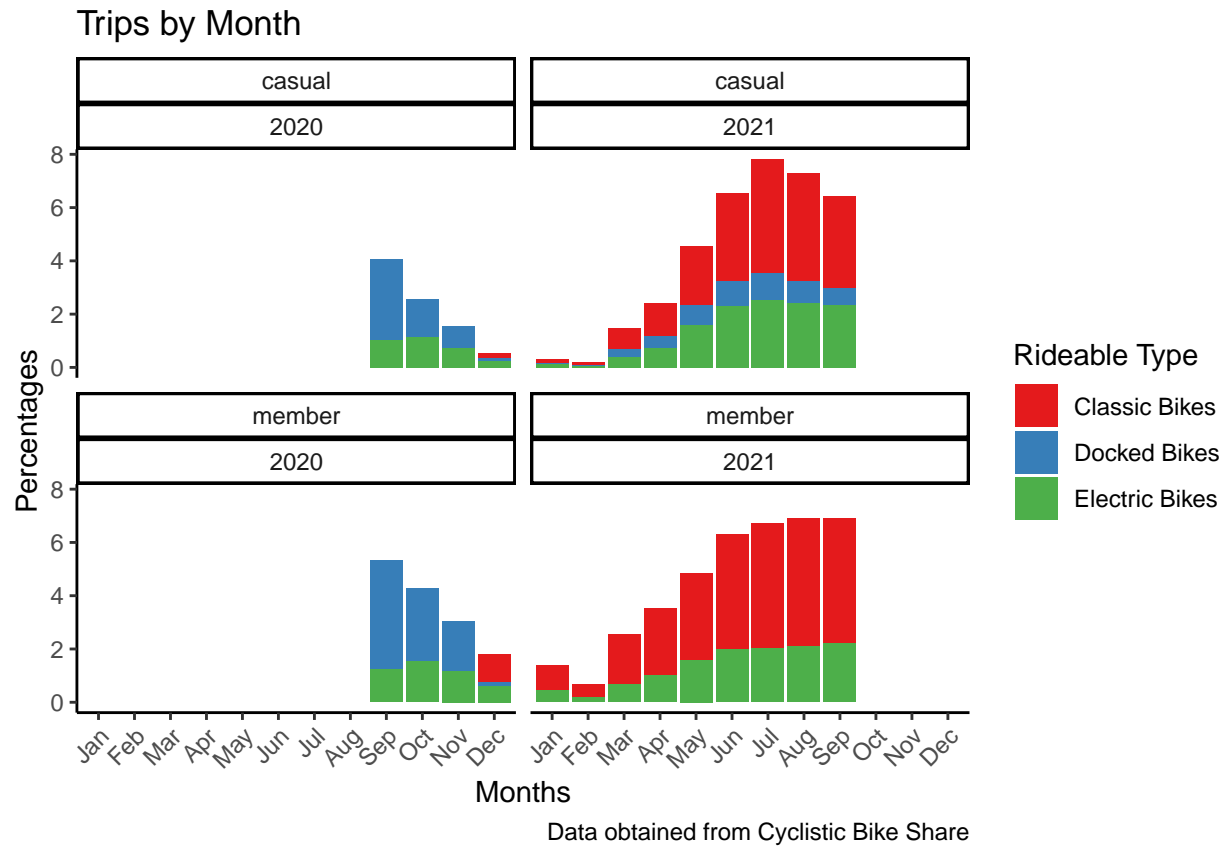 Trips by Month
casual
casual
2020
2021
8
6
4
2
0
Percentages
member
member
2020
2021
8
6
4
2
0
Jan Feb Mar Apr May Jun Jul Aug Sep Oct Nov Dec
Jan Feb Mar Apr May Jun Jul Aug Sep Oct Nov Dec
Months
Rideable Type
Classic Bikes
Docked Bikes
Electric Bikes
Data obtained from Cyclistic Bike Share